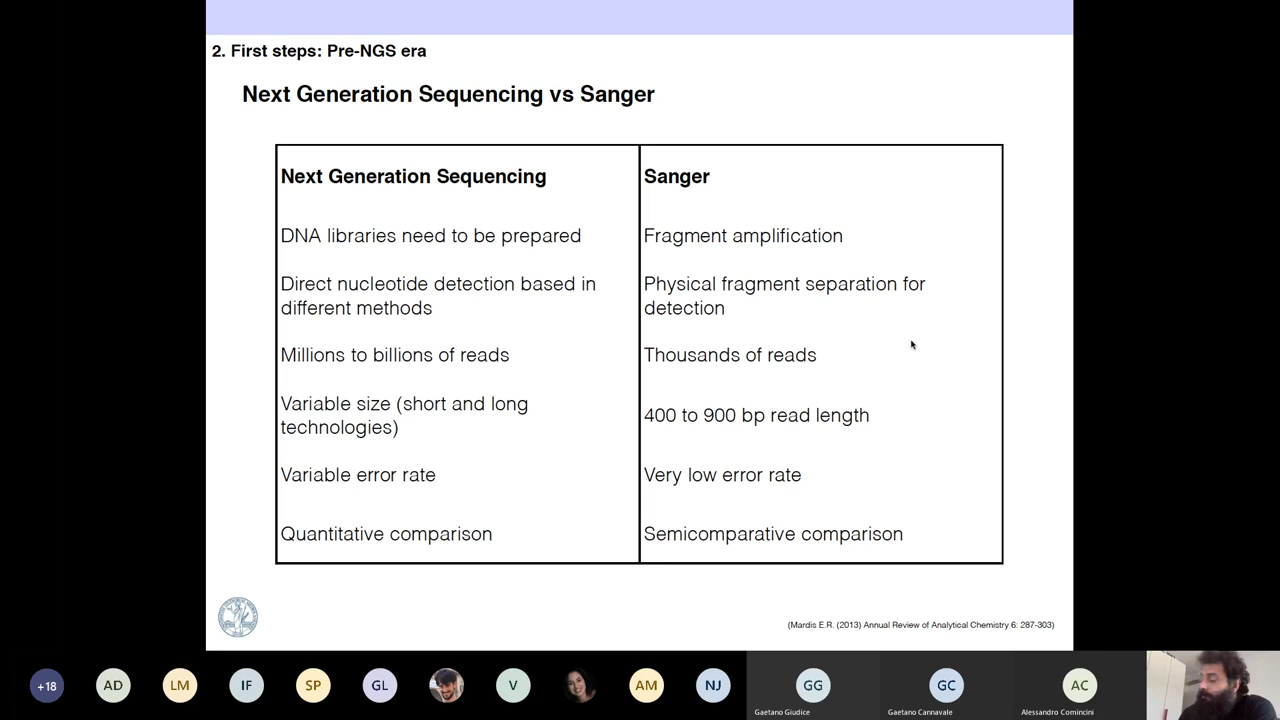 2. First steps: Pre-NGS era
Next Generation Sequencing vs Sanger
Next Generation Sequencing
Sanger
DNA libraries need to be prepared
Fragment amplification
Direct nucleotide detection based in
different methods
Physical fragment separation for
detection
Millions to billions of reads
Thousands of reads
Variable size (short and long
technologies)
400 to 900 bp read length
Variable error rate
Very low error rate
Quantitative comparison
Semicomparative comparison
(Mardis E.R. (2013) Annual Review of Analytical Chemistry 6: 287-303)
+18
AD
LM
IF
SP
GL
V
AM
NJ
GG
GC
AC
Gaetano Giudice
Gaetano Cannavale
Alessandro Comincini